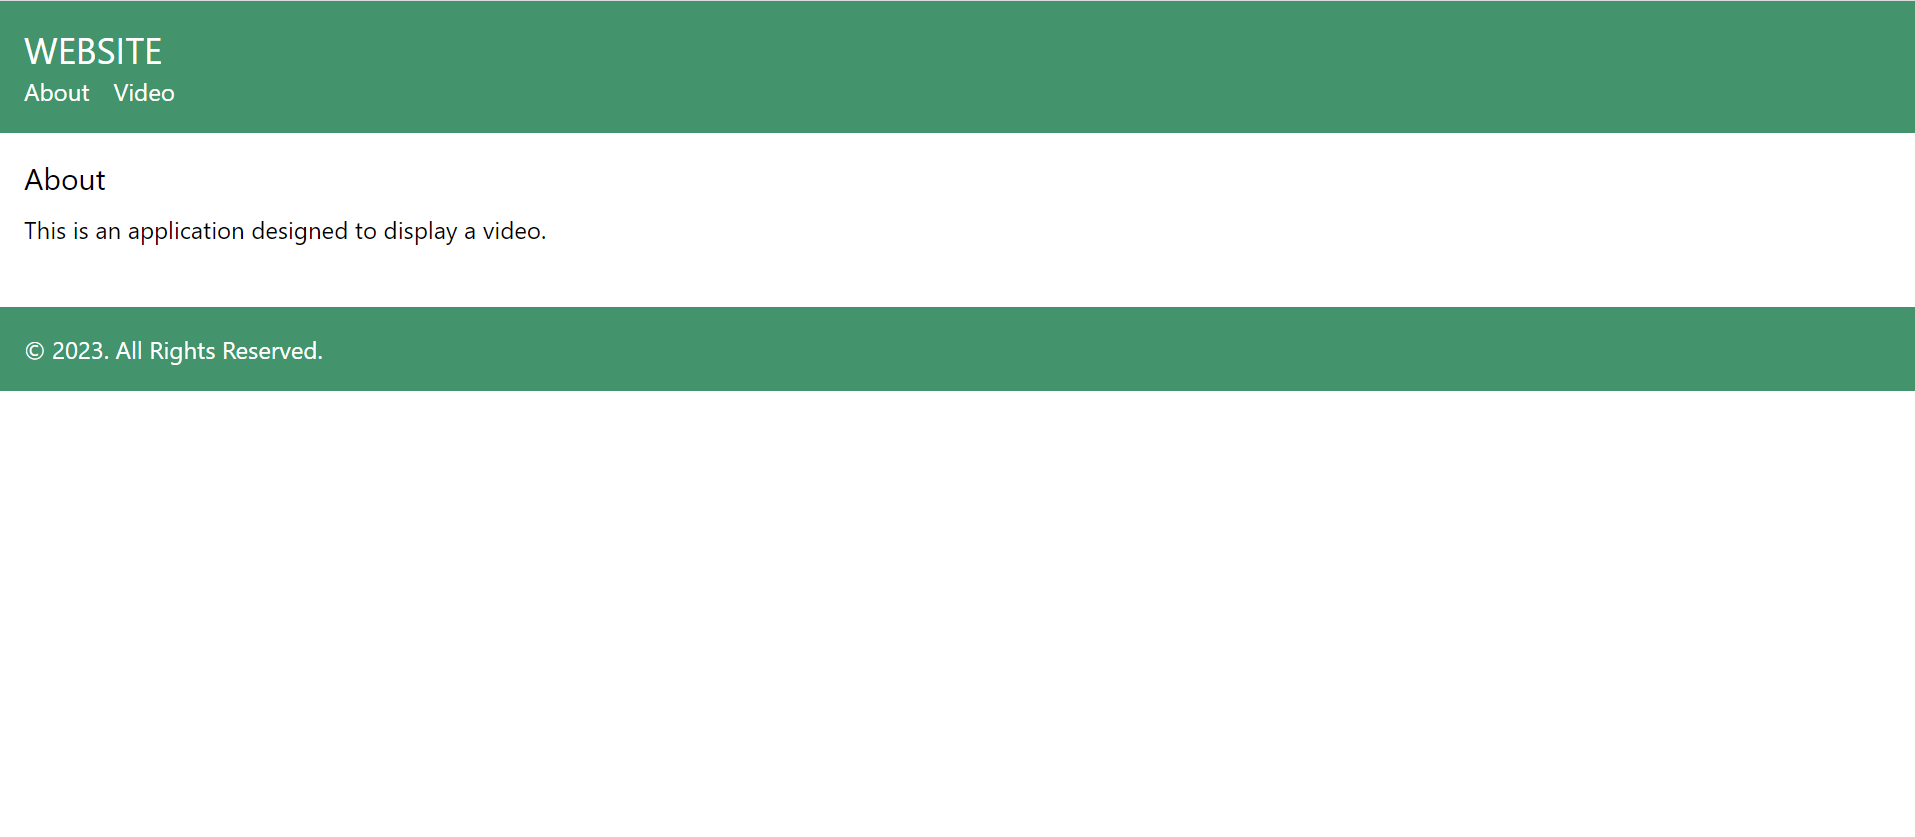 WEBSITE
About Video
About
This is an application designed to display a video.
© 2023. All Rights Reserved.